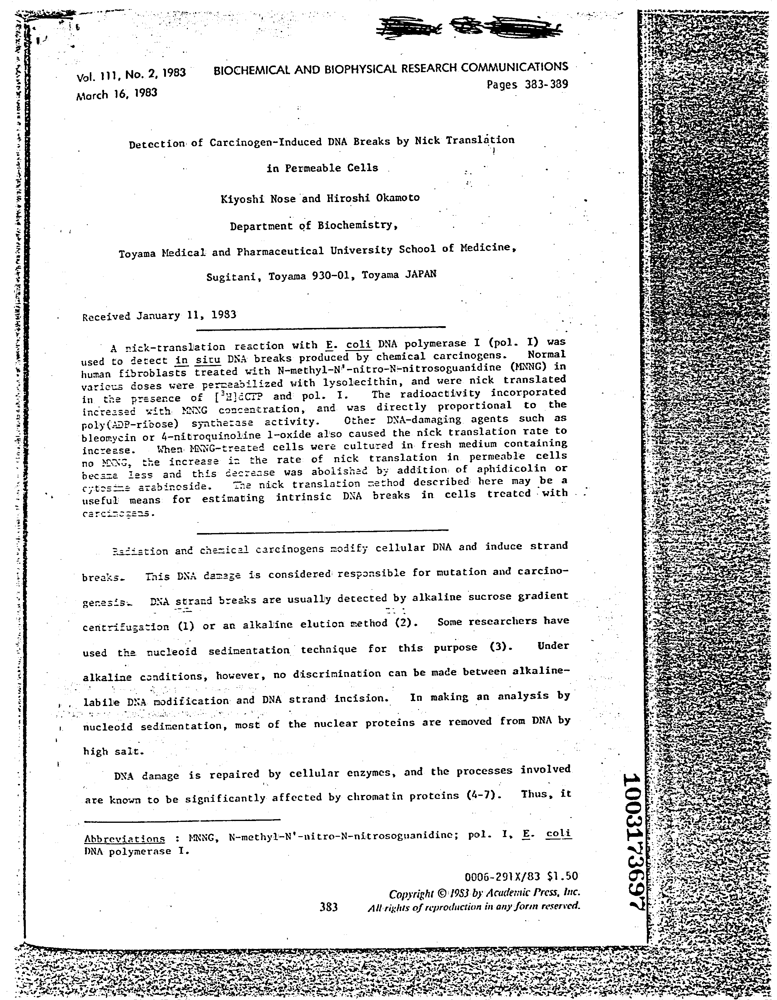 Vol. 111, No. 2, 1983
BIOCHEMICAL AND BIOPHYSICAL RESEARCH COMMUNICATIONS
March 16, 1983
Pages 383-389
Detection of Carcinogen-Induced DNA Breaks by Nick Translation
in Permeable Cells
Kiyoshi Nose and Hiroshi Okamoto
Department of Biochemistry,
Toyama Medical and Pharmaceutical University School of Medicine,
Sugitani, Toyama 930-01, Toyama JAPAN
Received January 11, 1983
A nick-translation reaction with E. coli DNA polymerase I (pol. I) was
used to detect in situ DNA breaks produced by chemical carcinogens. Normal
human fibroblasts treated with N-methyl-N'-nitro-N-nitrosoguanidine (MNNG) in
various doses were permeabilized with lysolecithin, and were nick translated
in the presence of [³H]dCTP and pol. I. The radioactivity incorporated
increased with MNNG concentration, and was directly proportional to the
poly(ADP-ribose) synthetase activity. Other DNA-damaging agents such as
bleomycin or 4-nitroquinoline 1-oxide also caused the nick translation rate to
increase. When MNNG-treated cells were cultured in fresh medium containing
no MNNG, the increase in the rate of nick translation in permeable cells
became less and this decrease was abolished by addition of aphidicolin or
cytosine arabinoside. The nick translation method described here may be a
useful means for estimating intrinsic DNA breaks in cells treated with
carcinogens.
Radiation and chemical carcinogens modify cellular DNA and induce strand
breaks. This DNA damage is considered responsible for mutation and carcino-
genesis. DNA strand breaks are usually detected by alkaline sucrose gradient
centrifugation (1) or an alkaline elution method (2). Some researchers have
used the nucleoid sedimentation technique for this purpose (3). Under
alkaline conditions, however, no discrimination can be made between alkaline-
labile DNA modification and DNA strand incision. In making an analysis by
nucleoid sedimentation, most of the nuclear proteins are removed from DNA by
high salt.
DNA damage is repaired by cellular enzymes, and the processes involved
are known to be significantly affected by chromatin proteins (4-7). Thus, it
Abbreviations : MNNG, N-methyl-N'-nitro-N-nitrosoguanidine; pol. I, E. coli
DNA polymerase I.
0006-291X/83 $1.50
Copyright © 1983 by Academic Press, Inc.
383
All rights of reproduction in any form reserved.
1003173697